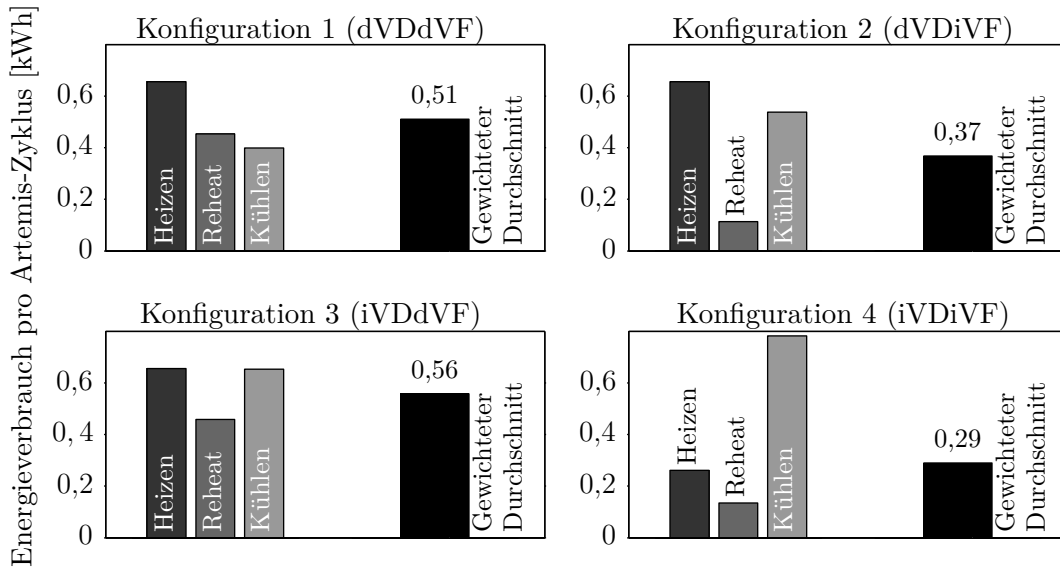 Energieverbrauch pro Artemis-Zyklus [kWh]
Konfiguration 1 (dVDdVF)
0,6
0,4
0,2
0
Heizen
Reheat
Kühlen
0,51
Gewichteter
Durchschnitt
Konfiguration 2 (dVDiVF)
0,6
0,4
0,2
0
Heizen
Reheat
Kühlen
0,37
Gewichteter
Durchschnitt
Konfiguration 3 (iVDdVF)
0,6
0,4
0,2
0
Heizen
Reheat
Kühlen
0,56
Gewichteter
Durchschnitt
Konfiguration 4 (iVDiVF)
0,6
0,4
0,2
0
Heizen
Reheat
Kühlen
0,29
Gewichteter
Durchschnitt